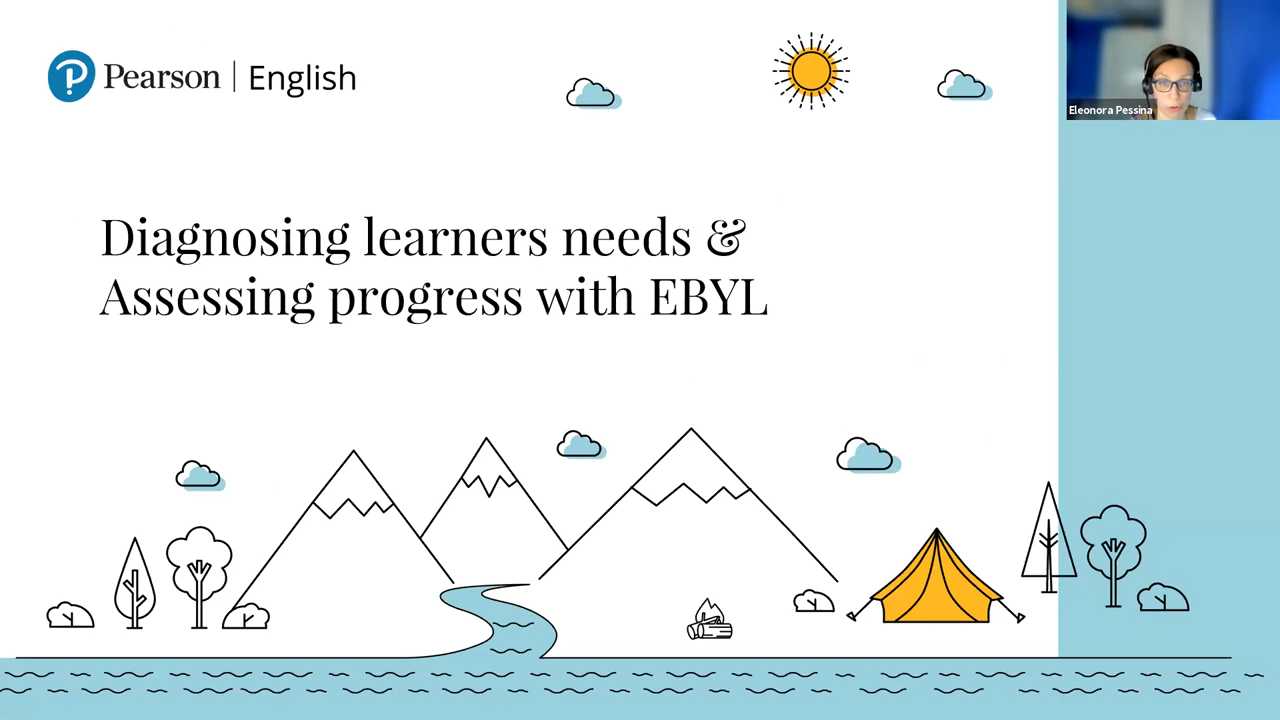 Pearson | English
Eleonora Pessina
Diagnosing learners needs &
Assessing progress with EBYL